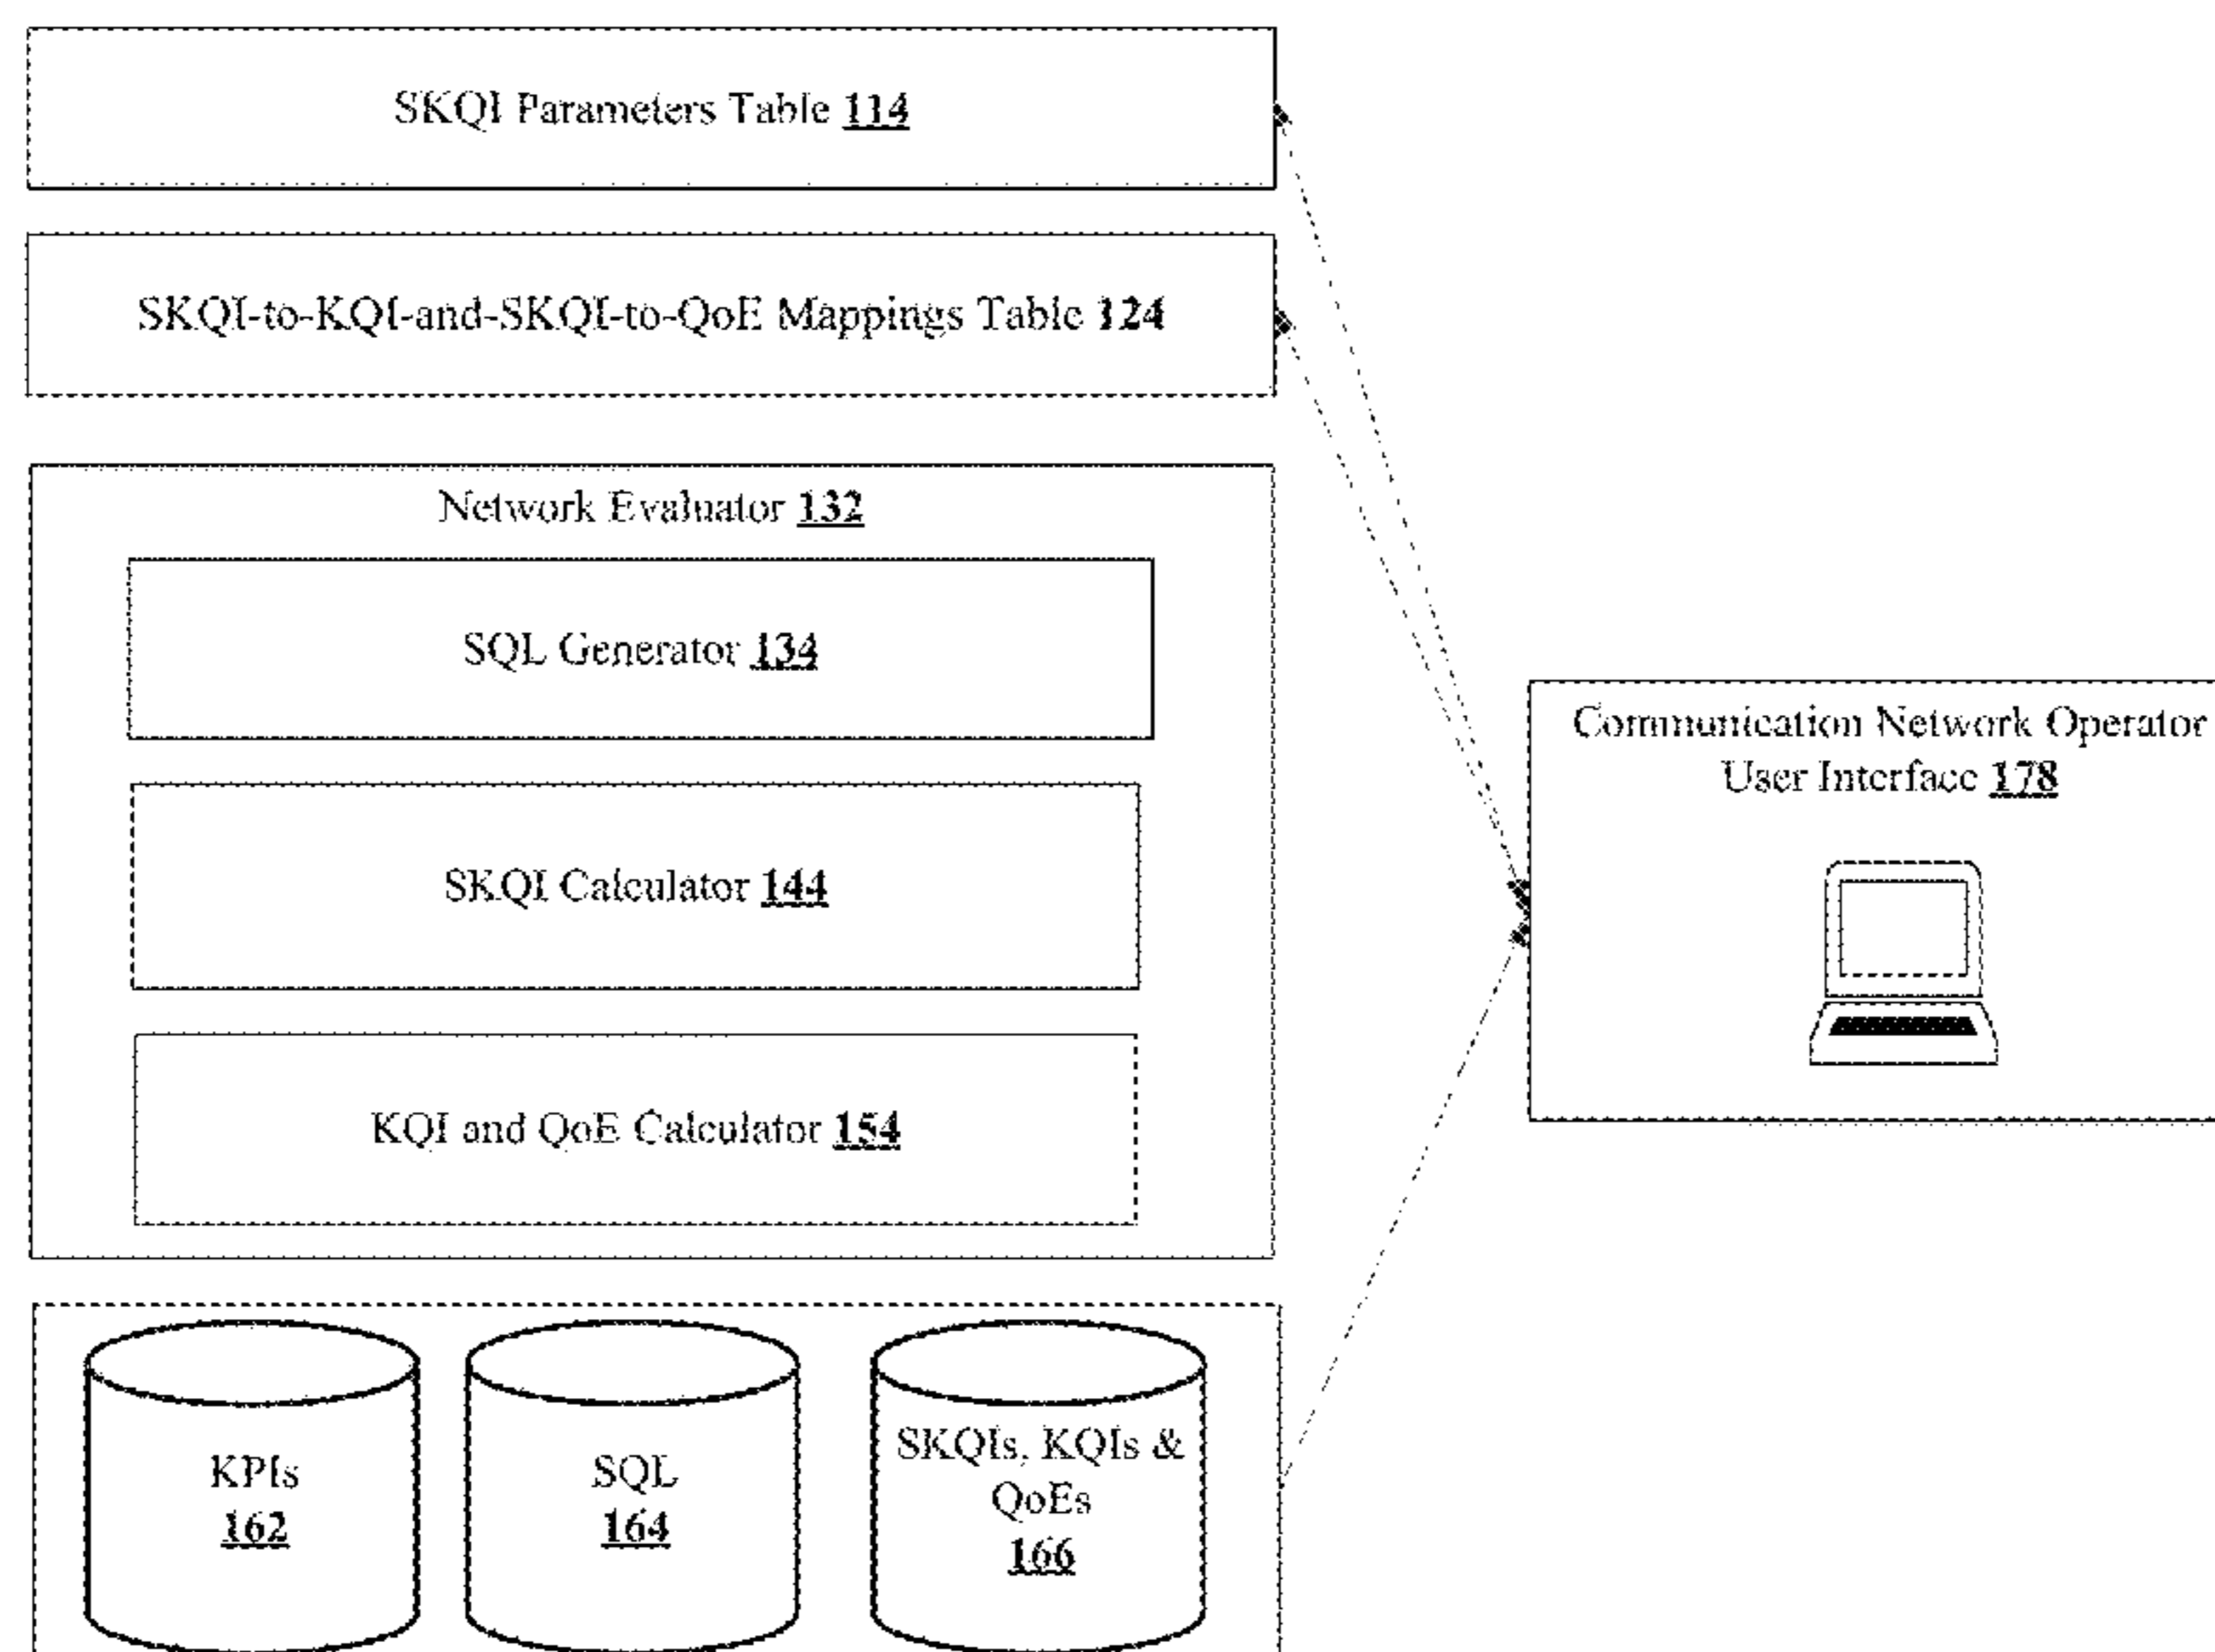 SKQI Parameters Table 114
SKQI-to-KQI-and-SKQI-to-QoE Mappings Table 124
Network Evaluator 132
SQL Generator 134
SKQI Calculator 144
KQI and QoE Calculator 154
Communication Network Operator
User Interface 178
KPIs
162
SQL
164
SKQIs, KQIs &
QoEs
166